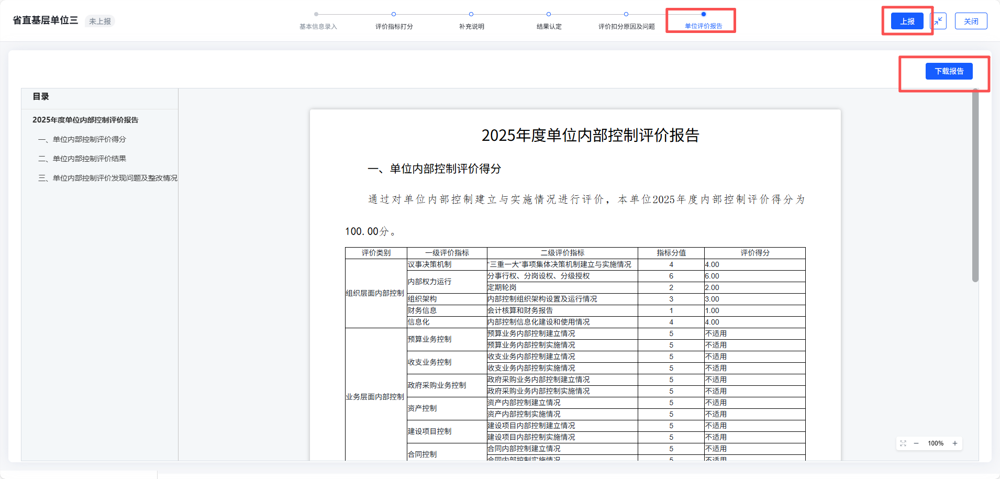 省直基层单位三 未上报
基本信息录入 评价指标打分 补充说明 结果认定 评价扣分原因及问题 单位评价报告
上报 关闭
下载报告
目录
2025年度单位内部控制评价报告
一、单位内部控制评价得分
二、单位内部控制评价结果
三、单位内部控制评价发现问题及整改情况
2025年度单位内部控制评价报告
一、单位内部控制评价得分
通过对单位内部控制建立与实施情况进行评价，本单位2025年度内部控制评价得分为
100.00分。
评价类别 一级评价指标 二级评价指标 指标分值 评价得分
组织层面内部控制 议事决策机制 “三重一大”事项集体决策机制建立与实施情况 4 4.00
内部权力运行 分事行权、分岗设权、分级授权 6 6.00
定期轮岗 2 2.00
组织架构 内部控制组织架构设置及运行情况 3 3.00
财务信息 会计核算和财务报告 1 1.00
信息化 内部控制信息化建设和使用情况 4 4.00
业务层面内部控制 预算业务控制 预算业务内部控制建立情况 5 不适用
预算业务内部控制实施情况 5 不适用
收支业务控制 收支业务内部控制建立情况 5 不适用
收支业务内部控制实施情况 5 不适用
政府采购业务控制 政府采购业务内部控制建立情况 5 不适用
政府采购业务内部控制实施情况 5 不适用
资产控制 资产内部控制建立情况 5 不适用
资产内部控制实施情况 5 不适用
建设项目控制 建设项目内部控制建立情况 5 不适用
建设项目内部控制实施情况 5 不适用
合同控制 合同内部控制建立情况 5 不适用
合同内部控制实施情况 5 不适用
100%